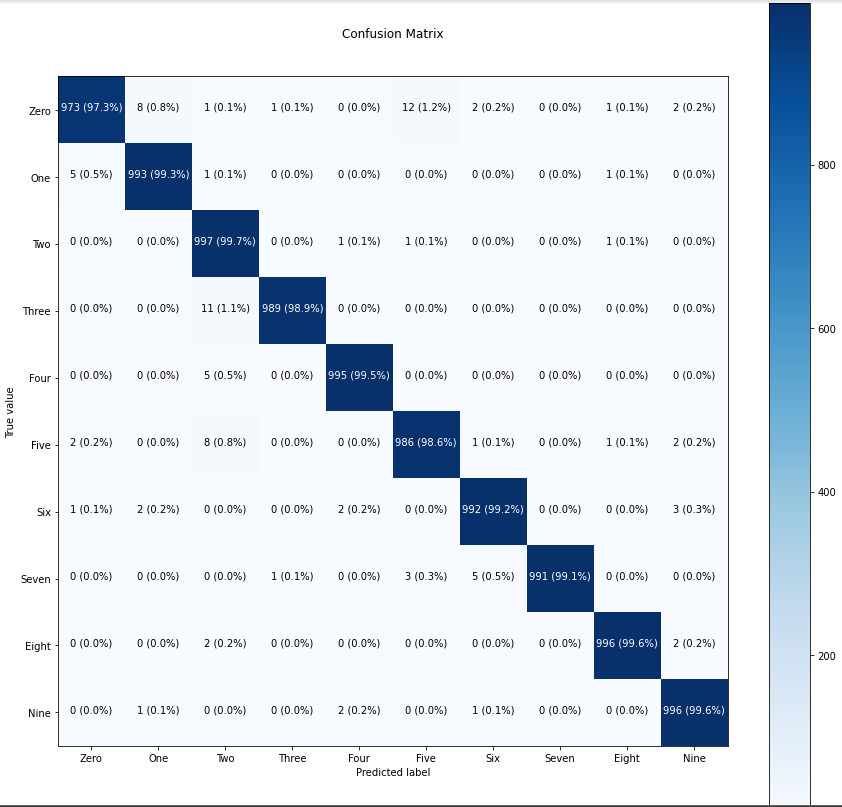 Confusion Matrix
Zero 973 (97.3%) 8 (0.8%) 1 (0.1%) 1 (0.1%) 0 (0.0%) 12 (1.2%) 2 (0.2%) 0 (0.0%) 1 (0.1%) 2 (0.2%)
One 5 (0.5%) 993 (99.3%) 1 (0.1%) 0 (0.0%) 0 (0.0%) 0 (0.0%) 0 (0.0%) 0 (0.0%) 1 (0.1%) 0 (0.0%)
800
Two 0 (0.0%) 0 (0.0%) 997 (99.7%) 0 (0.0%) 1 (0.1%) 1 (0.1%) 0 (0.0%) 0 (0.0%) 1 (0.1%) 0 (0.0%)
Three 0 (0.0%) 0 (0.0%) 11 (1.1%) 989 (98.9%) 0 (0.0%) 0 (0.0%) 0 (0.0%) 0 (0.0%) 0 (0.0%) 0 (0.0%)
600
Four 0 (0.0%) 0 (0.0%) 5 (0.5%) 0 (0.0%) 995 (99.5%) 0 (0.0%) 0 (0.0%) 0 (0.0%) 0 (0.0%) 0 (0.0%)
True value
Five 2 (0.2%) 0 (0.0%) 8 (0.8%) 0 (0.0%) 0 (0.0%) 986 (98.6%) 1 (0.1%) 0 (0.0%) 1 (0.1%) 2 (0.2%)
400
Six 1 (0.1%) 2 (0.2%) 0 (0.0%) 0 (0.0%) 2 (0.2%) 0 (0.0%) 992 (99.2%) 0 (0.0%) 0 (0.0%) 3 (0.3%)
Seven 0 (0.0%) 0 (0.0%) 0 (0.0%) 1 (0.1%) 0 (0.0%) 3 (0.3%) 5 (0.5%) 991 (99.1%) 0 (0.0%) 0 (0.0%)
Eight 0 (0.0%) 0 (0.0%) 2 (0.2%) 0 (0.0%) 0 (0.0%) 0 (0.0%) 0 (0.0%) 0 (0.0%) 996 (99.6%) 2 (0.2%)
200
Nine 0 (0.0%) 1 (0.1%) 0 (0.0%) 0 (0.0%) 2 (0.2%) 0 (0.0%) 1 (0.1%) 0 (0.0%) 0 (0.0%) 996 (99.6%)
Zero One Two Three Four Five Six Seven Eight Nine
Predicted label